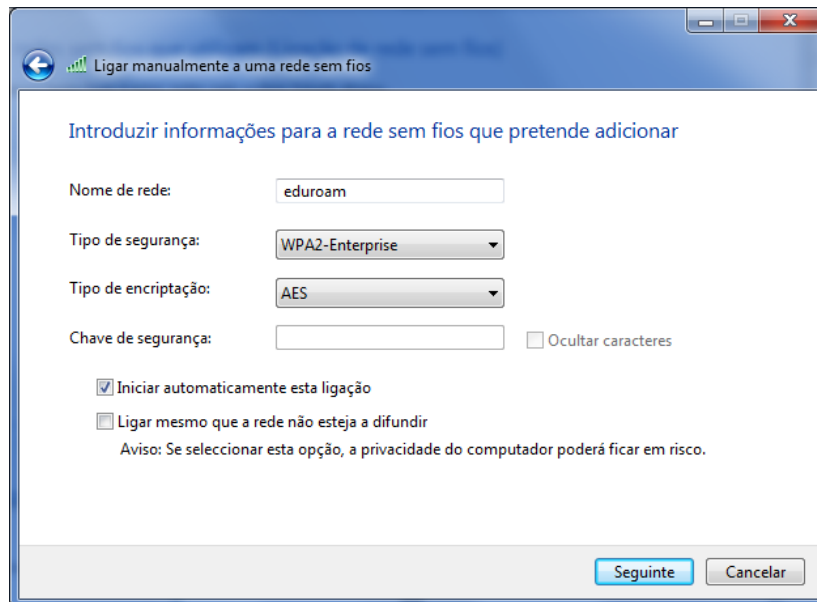 Ligar manualmente a uma rede sem fios
Introduzir informações para a rede sem fios que pretende adicionar
Nome de rede: eduroam
Tipo de segurança: WPA2-Enterprise
Tipo de encriptação: AES
Chave de segurança: Ocultar caracteres
Iniciar automaticamente esta ligação
Ligar mesmo que a rede não esteja a difundir
Aviso: Se seleccionar esta opção, a privacidade do computador poderá ficar em risco.
Seguinte Cancelar